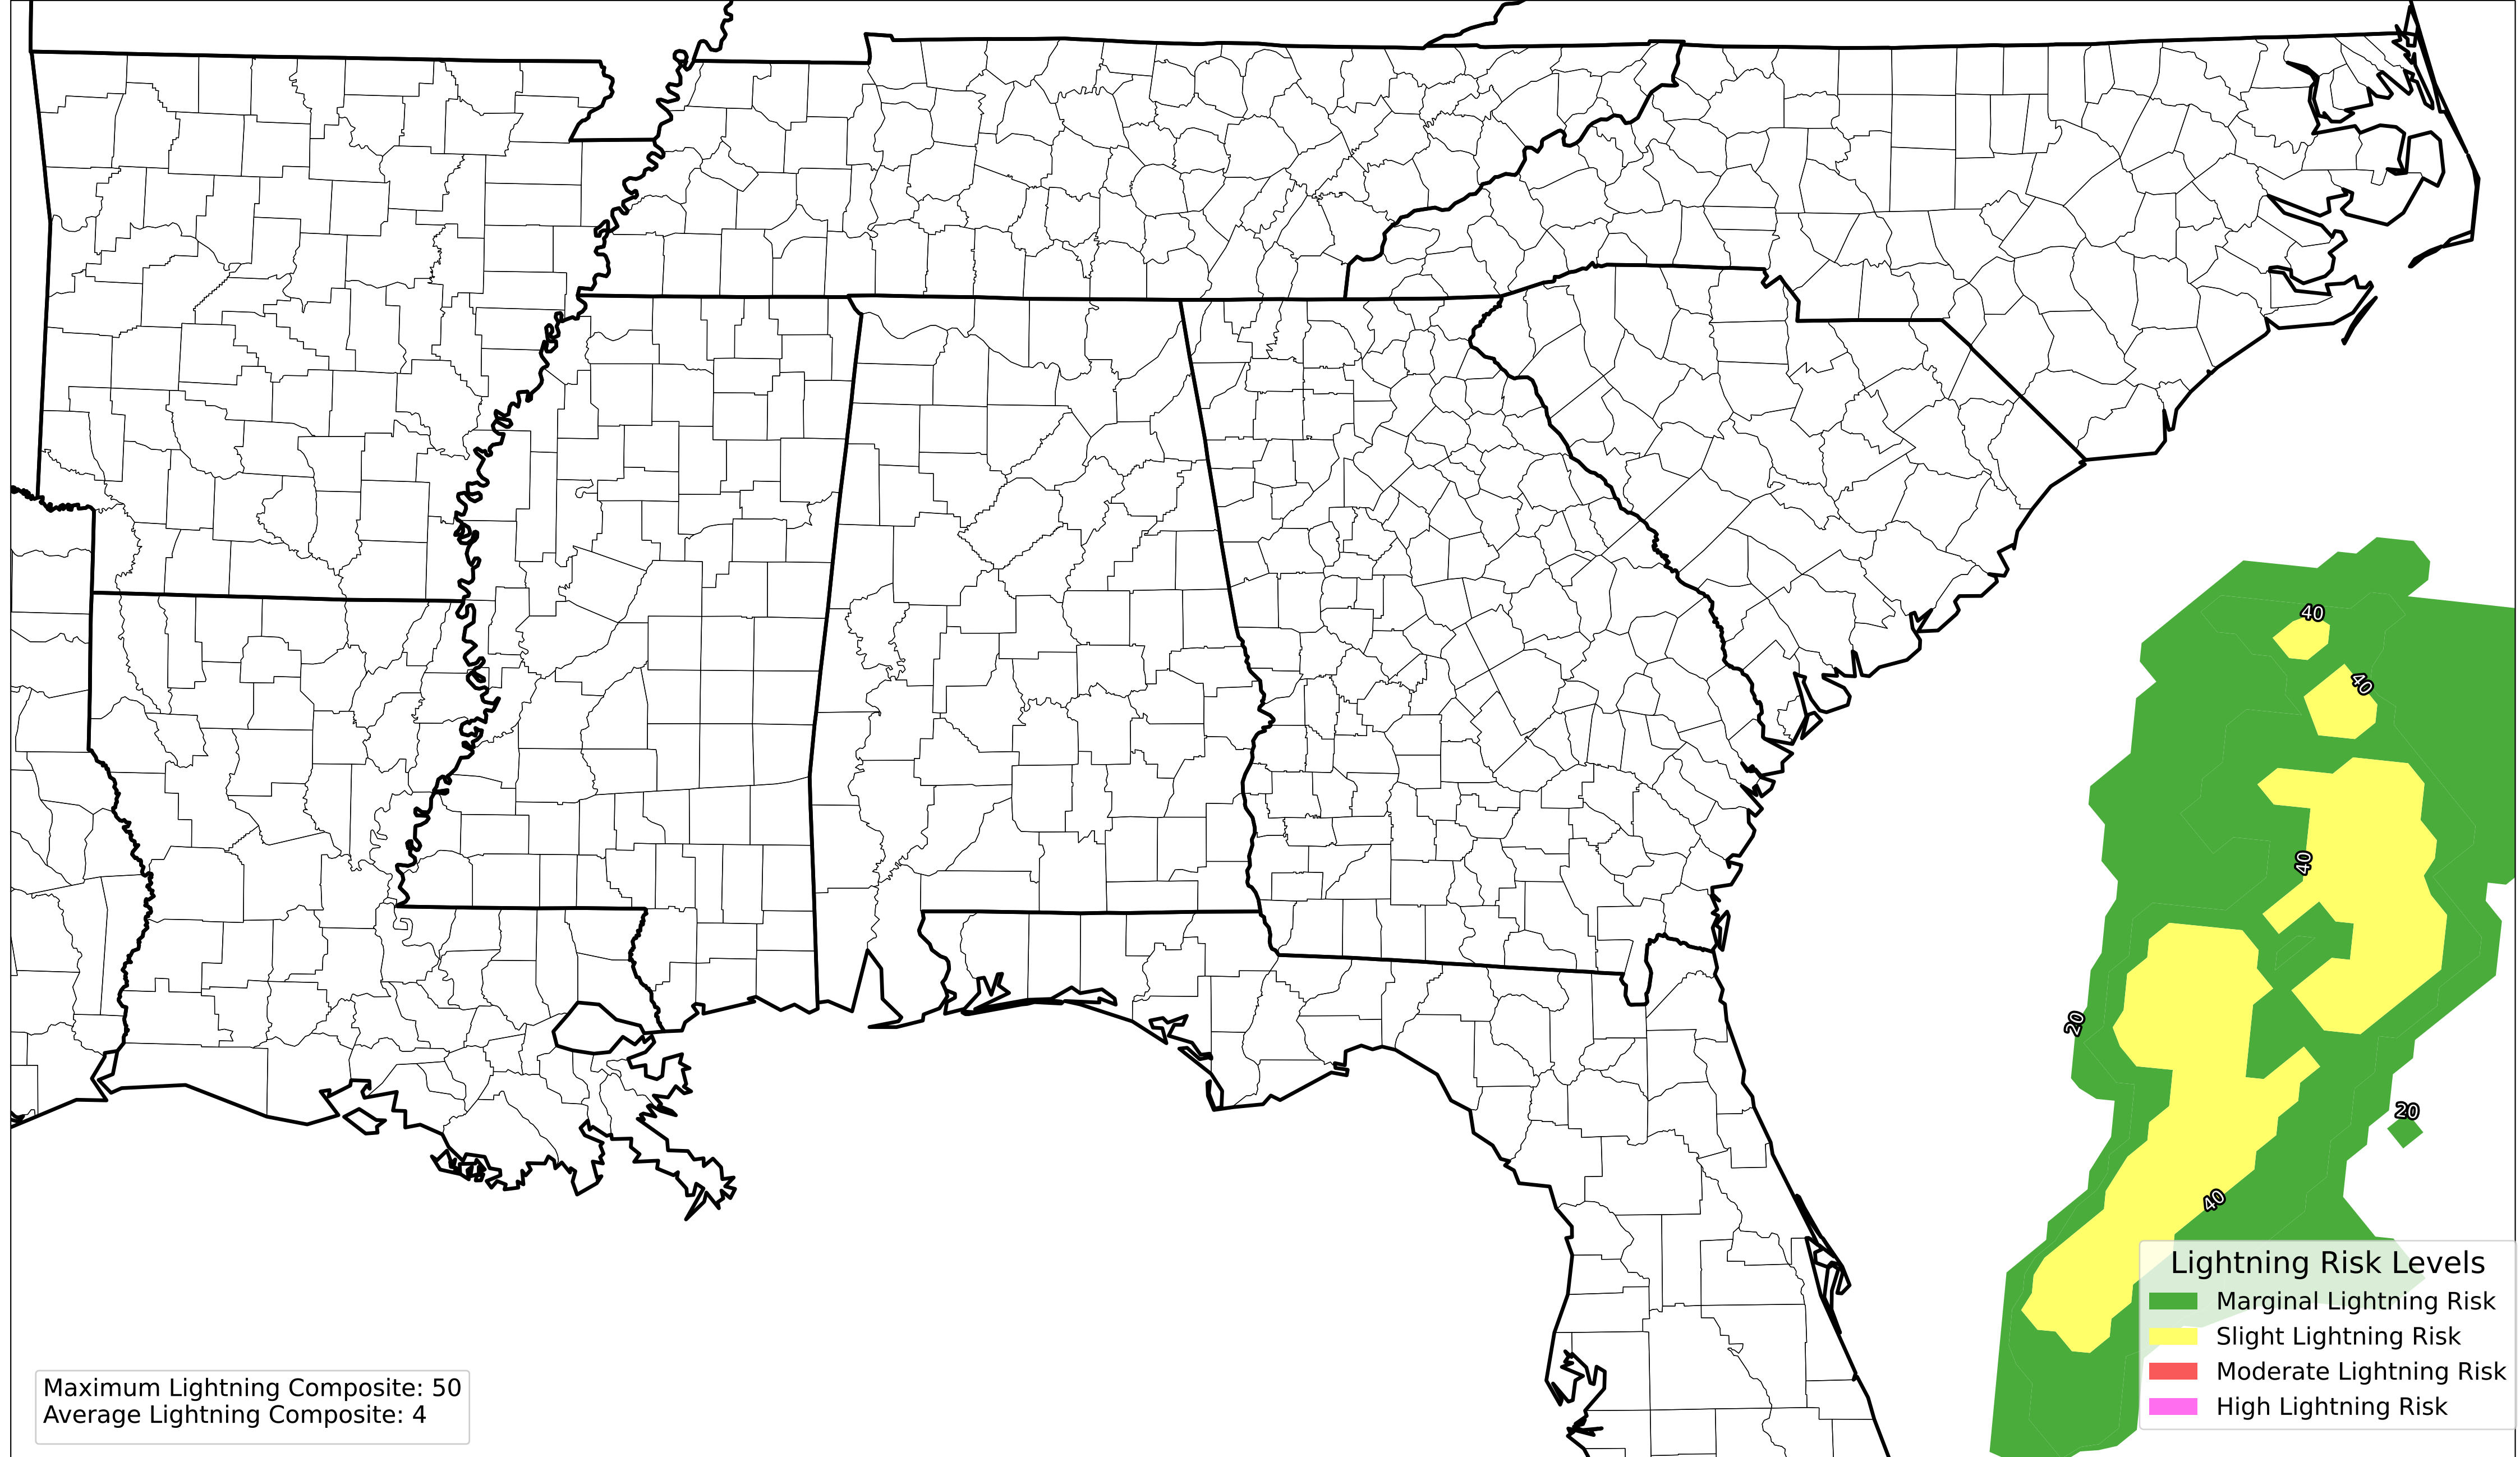 40
40
40
20
20
40
Lightning Risk Levels
Marginal Lightning Risk
Slight Lightning Risk
Moderate Lightning Risk
High Lightning Risk
Maximum Lightning Composite: 50
Average Lightning Composite: 4